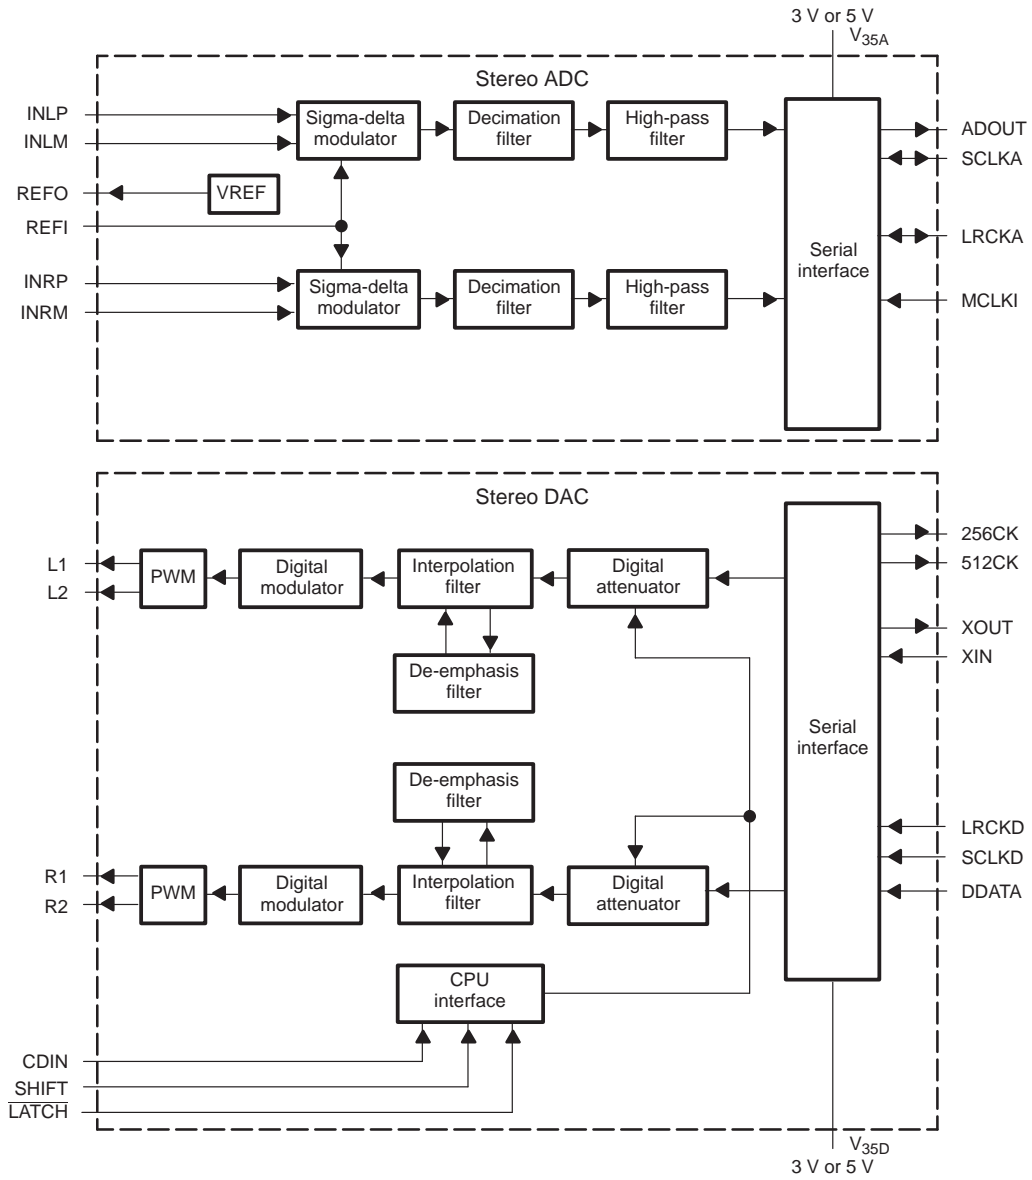 3 V or 5 V
V35A
Stereo ADC
INLP
INLM
REFO
REFI
INRP
INRM
Sigma-delta
modulator
Decimation
filter
High-pass
filter
VREF
Sigma-delta
modulator
Decimation
filter
High-pass
filter
Serial
interface
ADOUT
SCLKA
LRCKA
MCLKI
Stereo DAC
L1
L2
PWM
Digital
modulator
Interpolation
filter
Digital
attenuator
De-emphasis
filter
256CK
512CK
XOUT
XIN
Serial
interface
De-emphasis
filter
R1
R2
PWM
Digital
modulator
Interpolation
filter
Digital
attenuator
LRCKD
SCLKD
DDATA
CPU
interface
CDIN
SHIFT
LATCH
V35D
3 V or 5 V